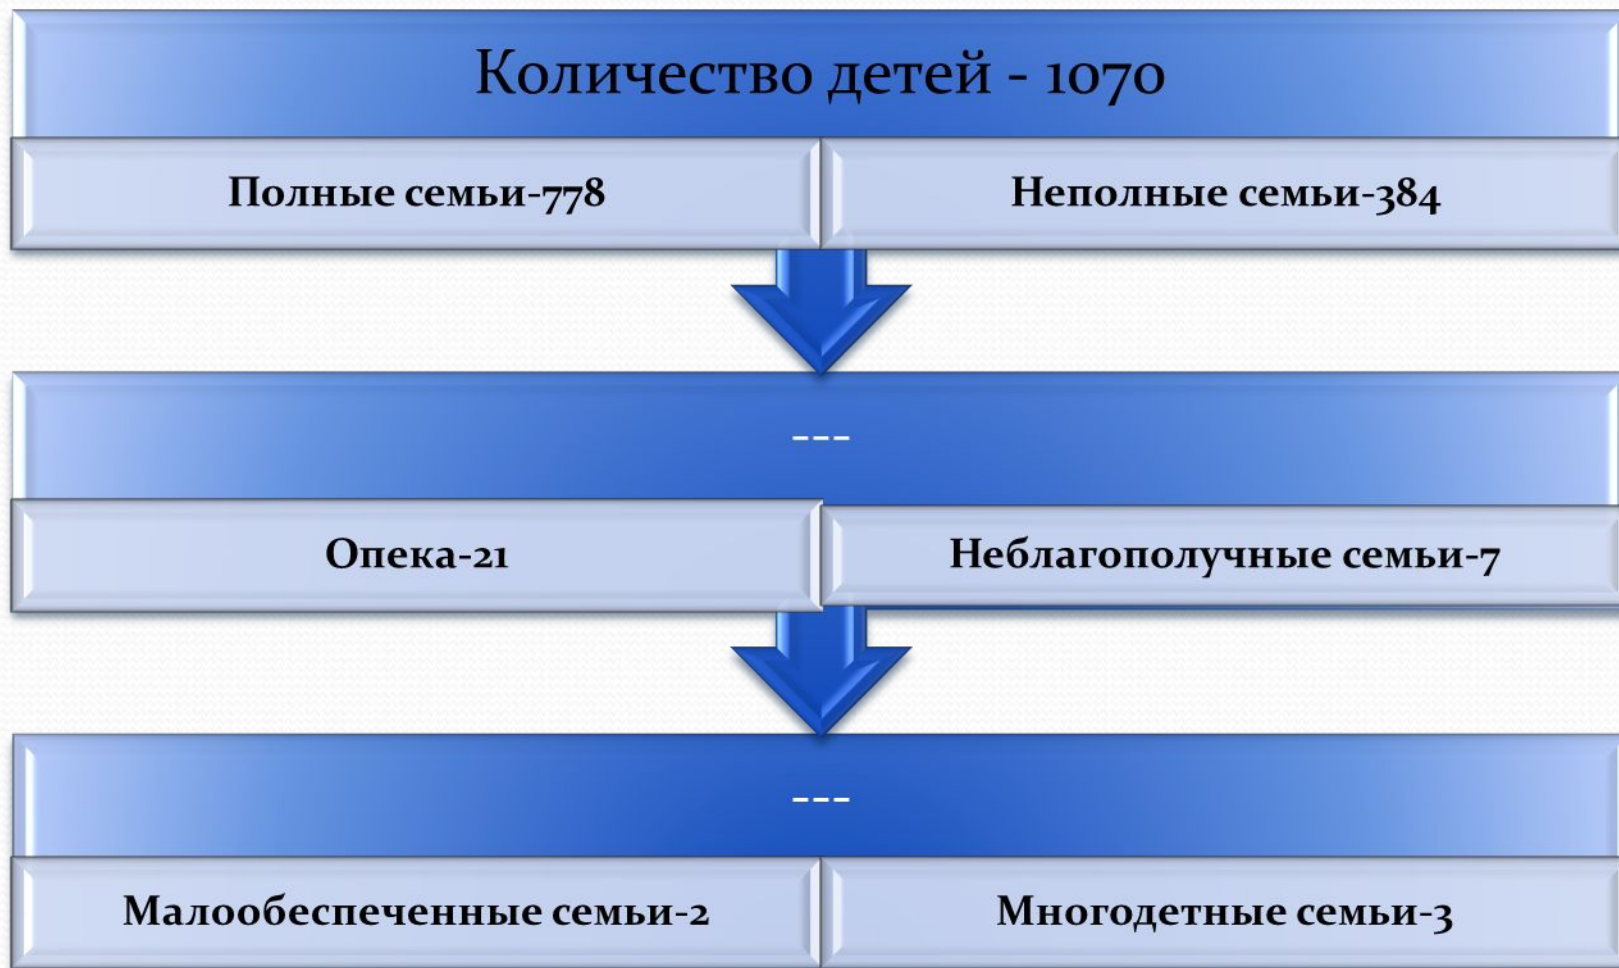 Количество детей - 1070
Полные семьи-778
Неполные семьи-384
---
Опека-21
Неблагополучные семьи-7
---
Малообеспеченные семьи-2
Многодетные семьи-3